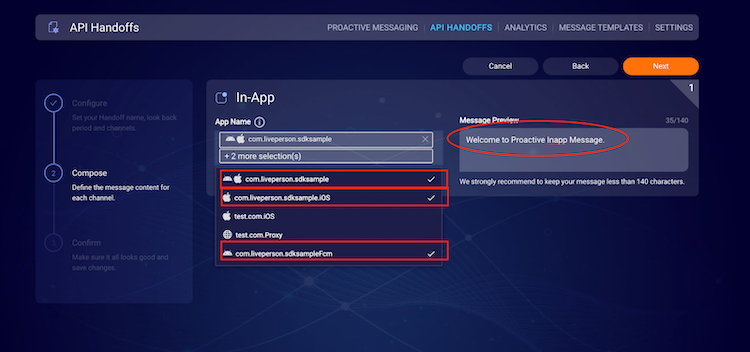 API Handoffs
PROACTIVE MESSAGING
API HANDOFFS
ANALYTICS
MESSAGE TEMPLATES
SETTINGS
Cancel
Back
Next
Configure
Set your Handoff name, look back
period and channels.
2
Compose
Define the message content for
each channel.
3
Confirm
Make sure it all looks good and
save changes.
In-App
1
App Name
com.liveperson.sdksample
+ 2 more selection(s)
com.liveperson.sdksample
com.liveperson.sdksample.iOS
test.com.iOS
test.com.Proxy
com.liveperson.sdksampleFcm
Message Preview
35/140
Welcome to Proactive Inapp Message.
We strongly recommend to keep your message less than 140 characters.